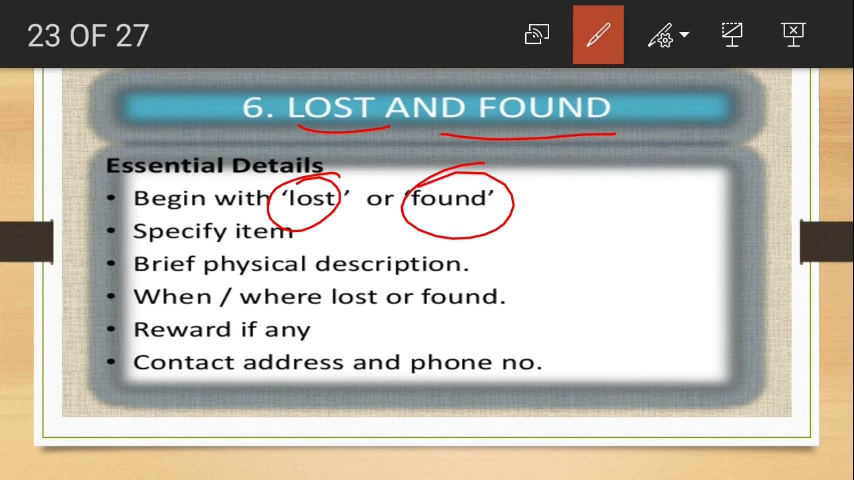 23 OF 27
6. LOST AND FOUND
Essential Details
• Begin with ‘lost ’ or ‘found’
• Specify item
• Brief physical description.
• When / where lost or found.
• Reward if any
• Contact address and phone no.